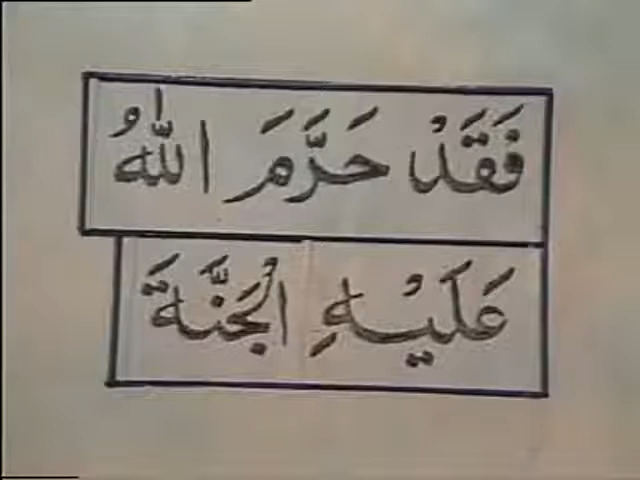 فَقَدْ حَرَّمَ اللّٰهُ
عَلَيْهِ الْجَنَّةَ